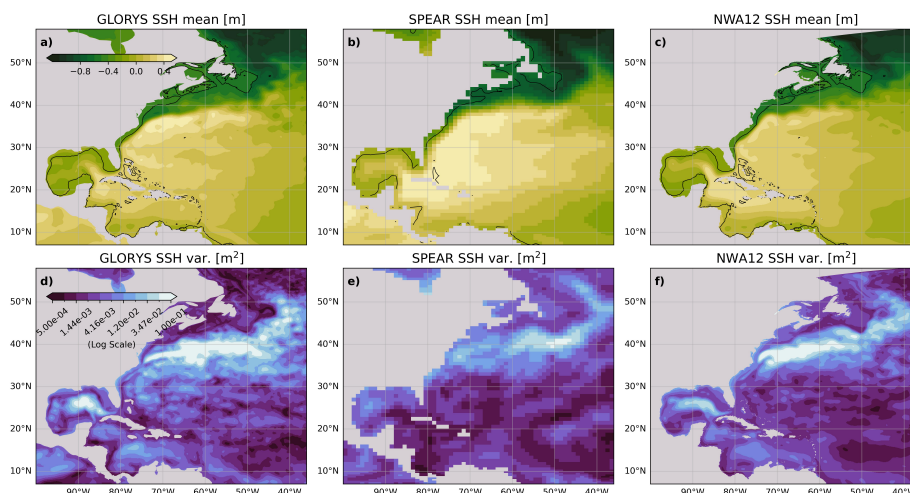 GLORYS SSH mean [m]
SPEAR SSH mean [m]
NWA12 SSH mean [m]
a)
b)
c)
50°N
50°N
50°N
−0.8 −0.4 0.0 0.4
40°N
40°N
40°N
30°N
30°N
30°N
20°N
20°N
20°N
10°N
10°N
10°N
GLORYS SSH var. [m²]
SPEAR SSH var. [m²]
NWA12 SSH var. [m²]
d)
e)
f)
50°N
50°N
50°N
5.00e-04 1.44e-03 4.16e-03 1.20e-02 3.47e-02 1.00e-01
(Log Scale)
40°N
40°N
40°N
30°N
30°N
30°N
20°N
20°N
20°N
10°N
10°N
10°N
90°W 80°W 70°W 60°W 50°W 40°W
90°W 80°W 70°W 60°W 50°W 40°W
90°W 80°W 70°W 60°W 50°W 40°W